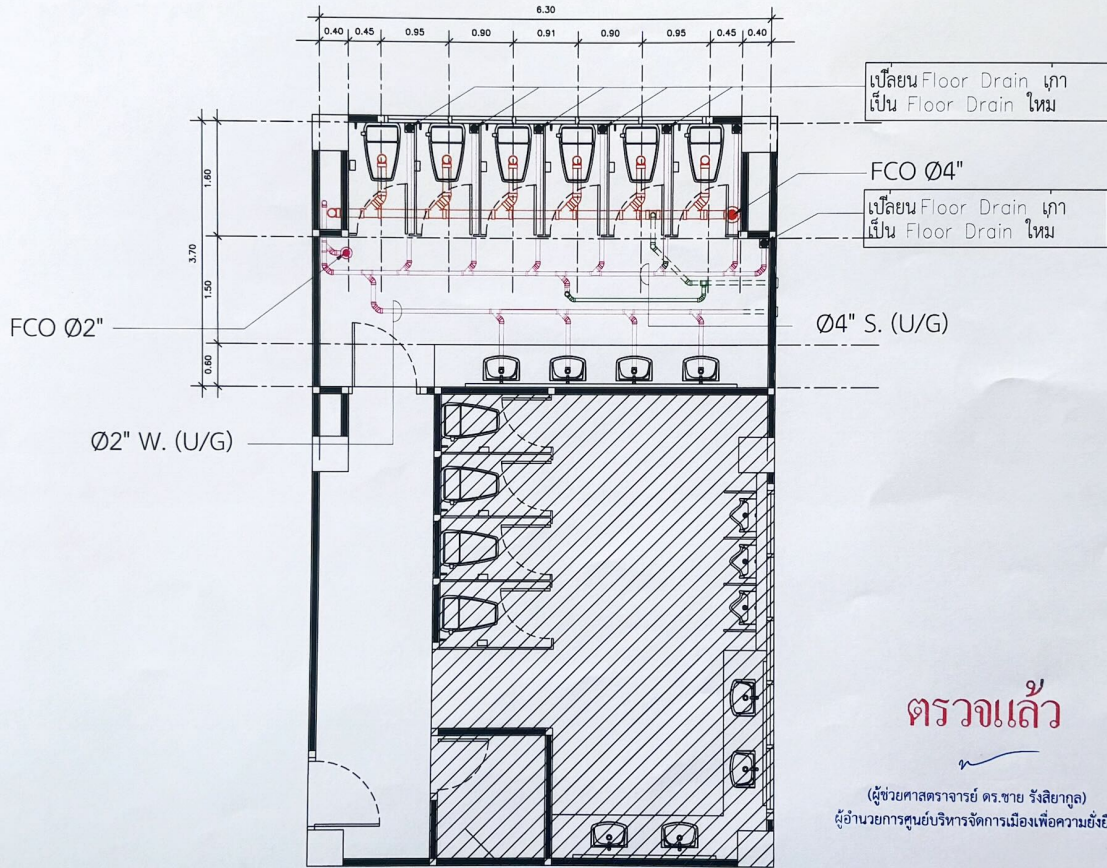 6.30
0.40 0.45 0.95 0.90 0.91 0.90 0.95 0.45 0.40
เปลี่ยน Floor Drain เก่า
เป็น Floor Drain ใหม่
1.60
FCO Ø4"
เปลี่ยน Floor Drain เก่า
เป็น Floor Drain ใหม่
3.70
1.50
FCO Ø2"
Ø4" S. (U/G)
0.60
Ø2" W. (U/G)
ตรวจแล้ว
(ผู้ช่วยศาสตราจารย์ ดร.ชาย รังสิยากูล)
ผู้อำนวยการศูนย์บริหารจัดการเมืองเพื่อความยั่งยื